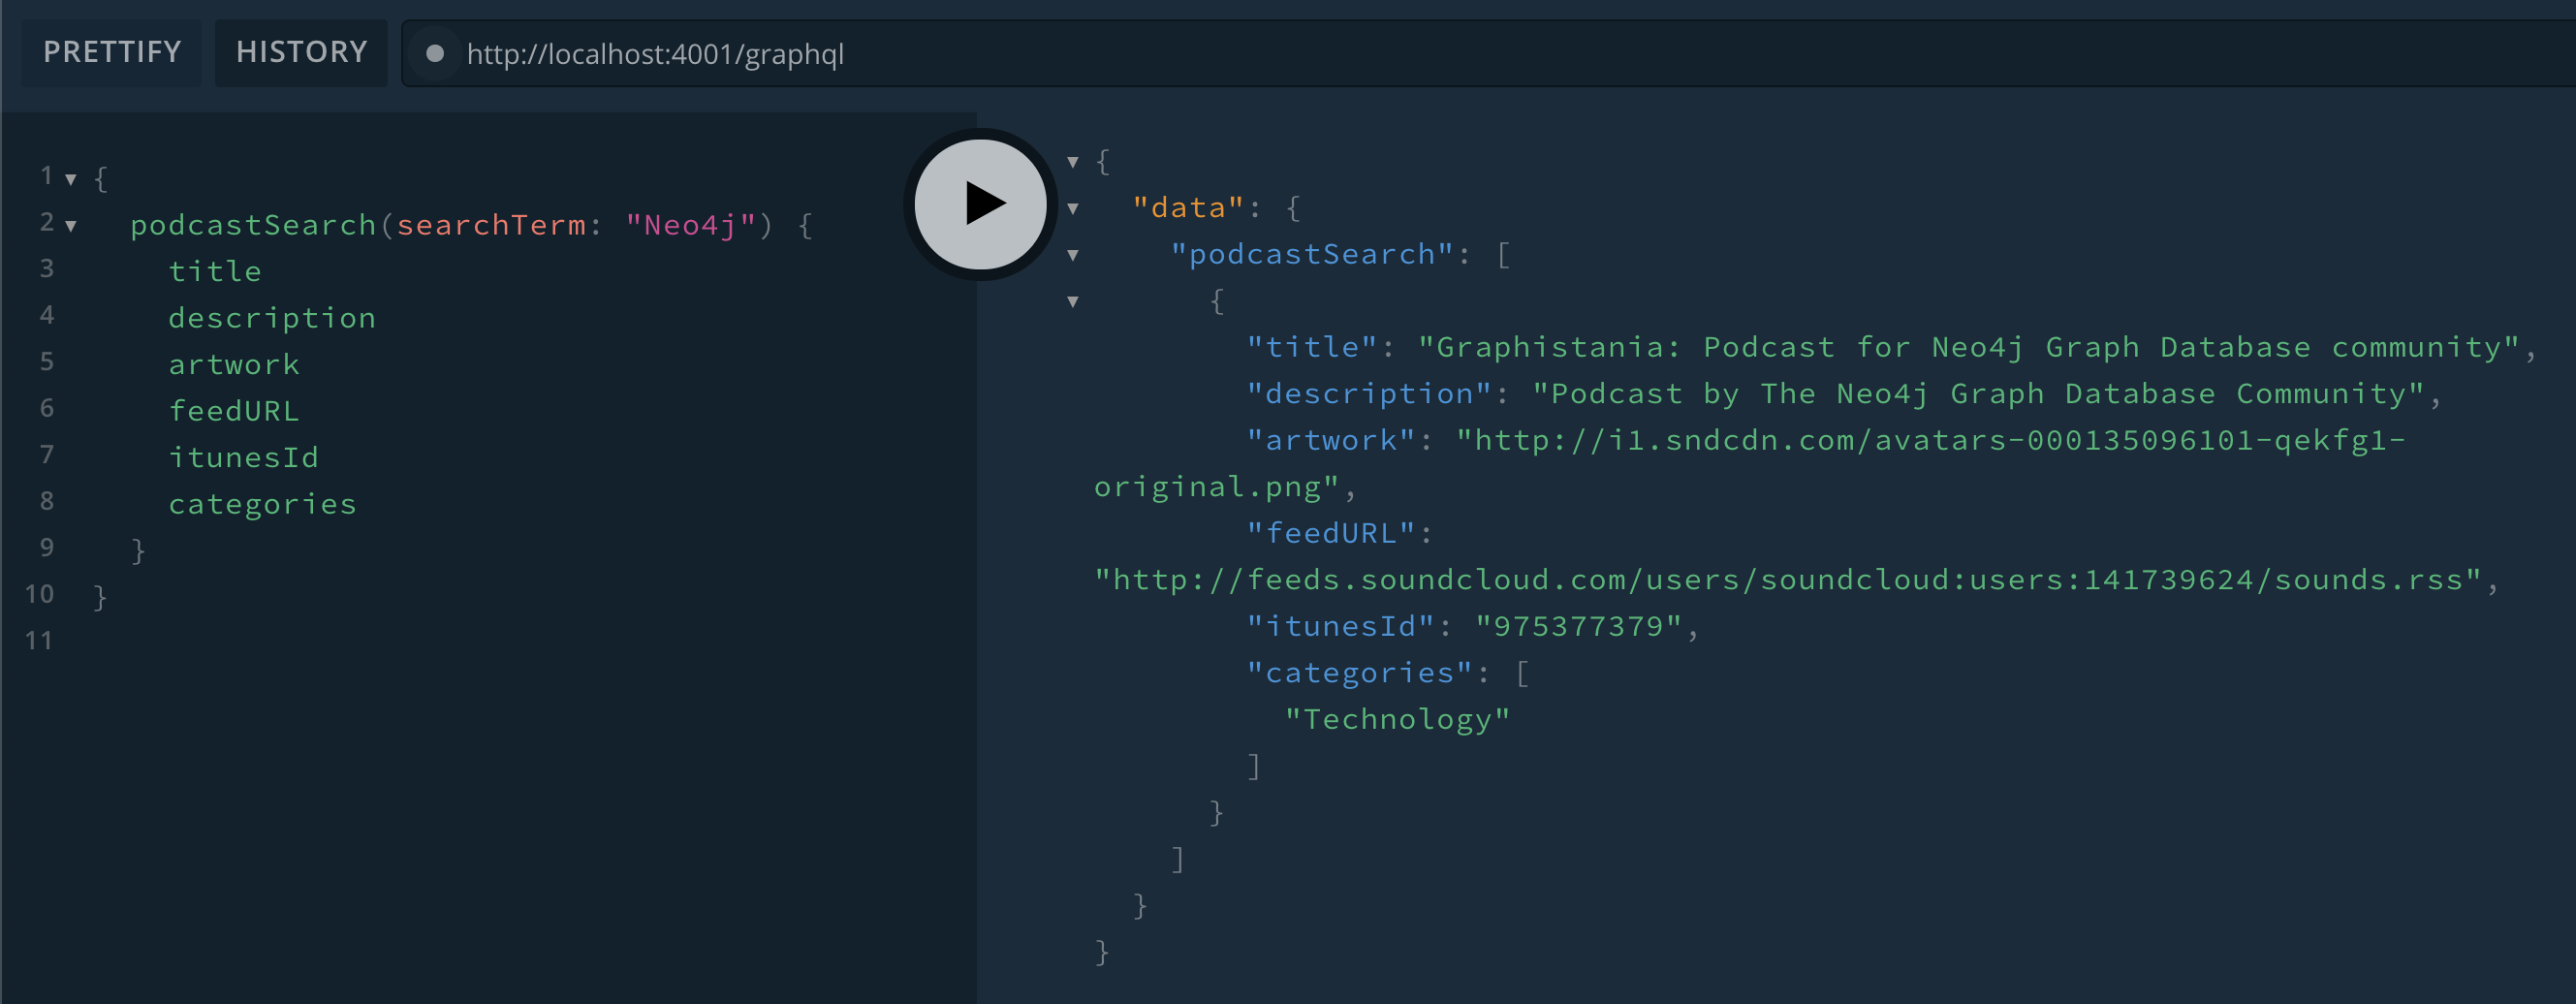 PRETTIFY HISTORY http://localhost:4001/graphql
1 {
2 podcastSearch(searchTerm: "Neo4j") {
3 title
4 description
5 artwork
6 feedURL
7 itunesId
8 categories
9 }
10 }
11
{
"data": {
"podcastSearch": [
{
"title": "Graphistania: Podcast for Neo4j Graph Database community",
"description": "Podcast by The Neo4j Graph Database Community",
"artwork": "http://i1.sndcdn.com/avatars-000135096101-qekfg1-
original.png",
"feedURL":
"http://feeds.soundcloud.com/users/soundcloud:users:141739624/sounds.rss",
"itunesId": "975377379",
"categories": [
"Technology"
]
}
]
}
}